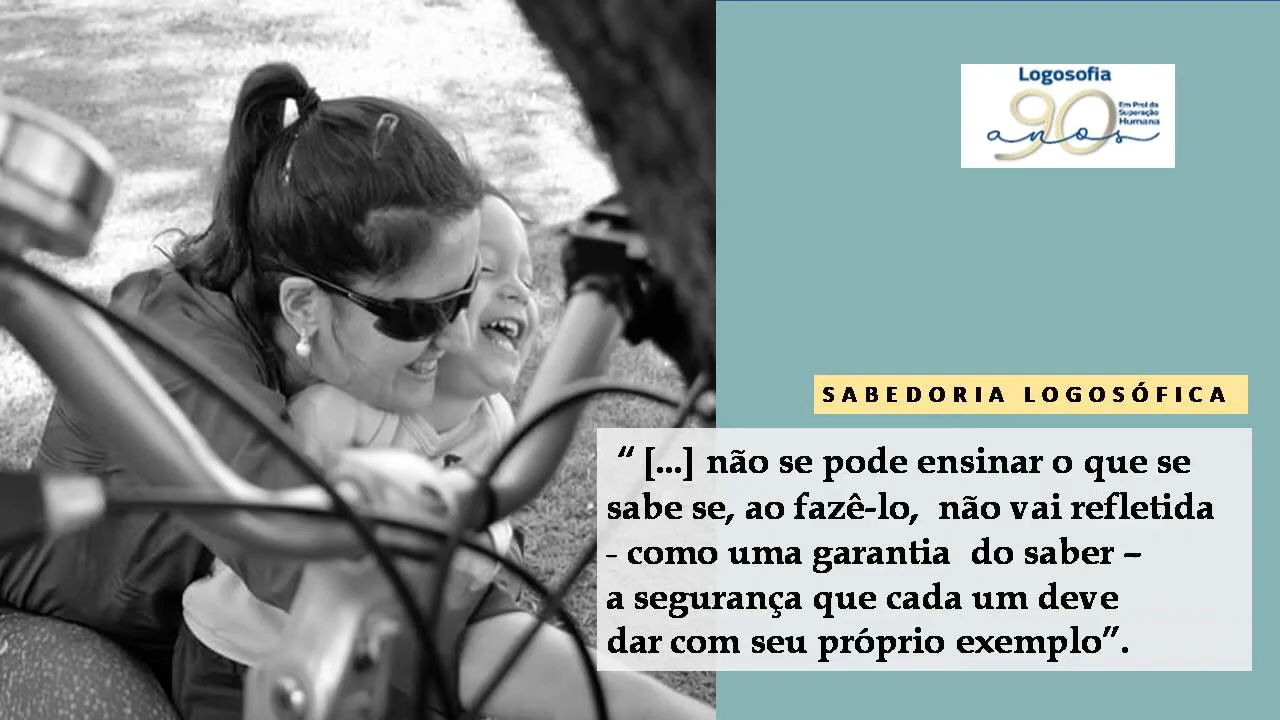 Logosofia
90
anos
Em Prol da
Superação
Humana
SABEDORIA LOGOSÓFICA
“ [...] não se pode ensinar o que se
sabe se, ao fazê-lo,  não vai refletida
- como uma garantia  do saber –
a segurança que cada um deve
dar com seu próprio exemplo”.